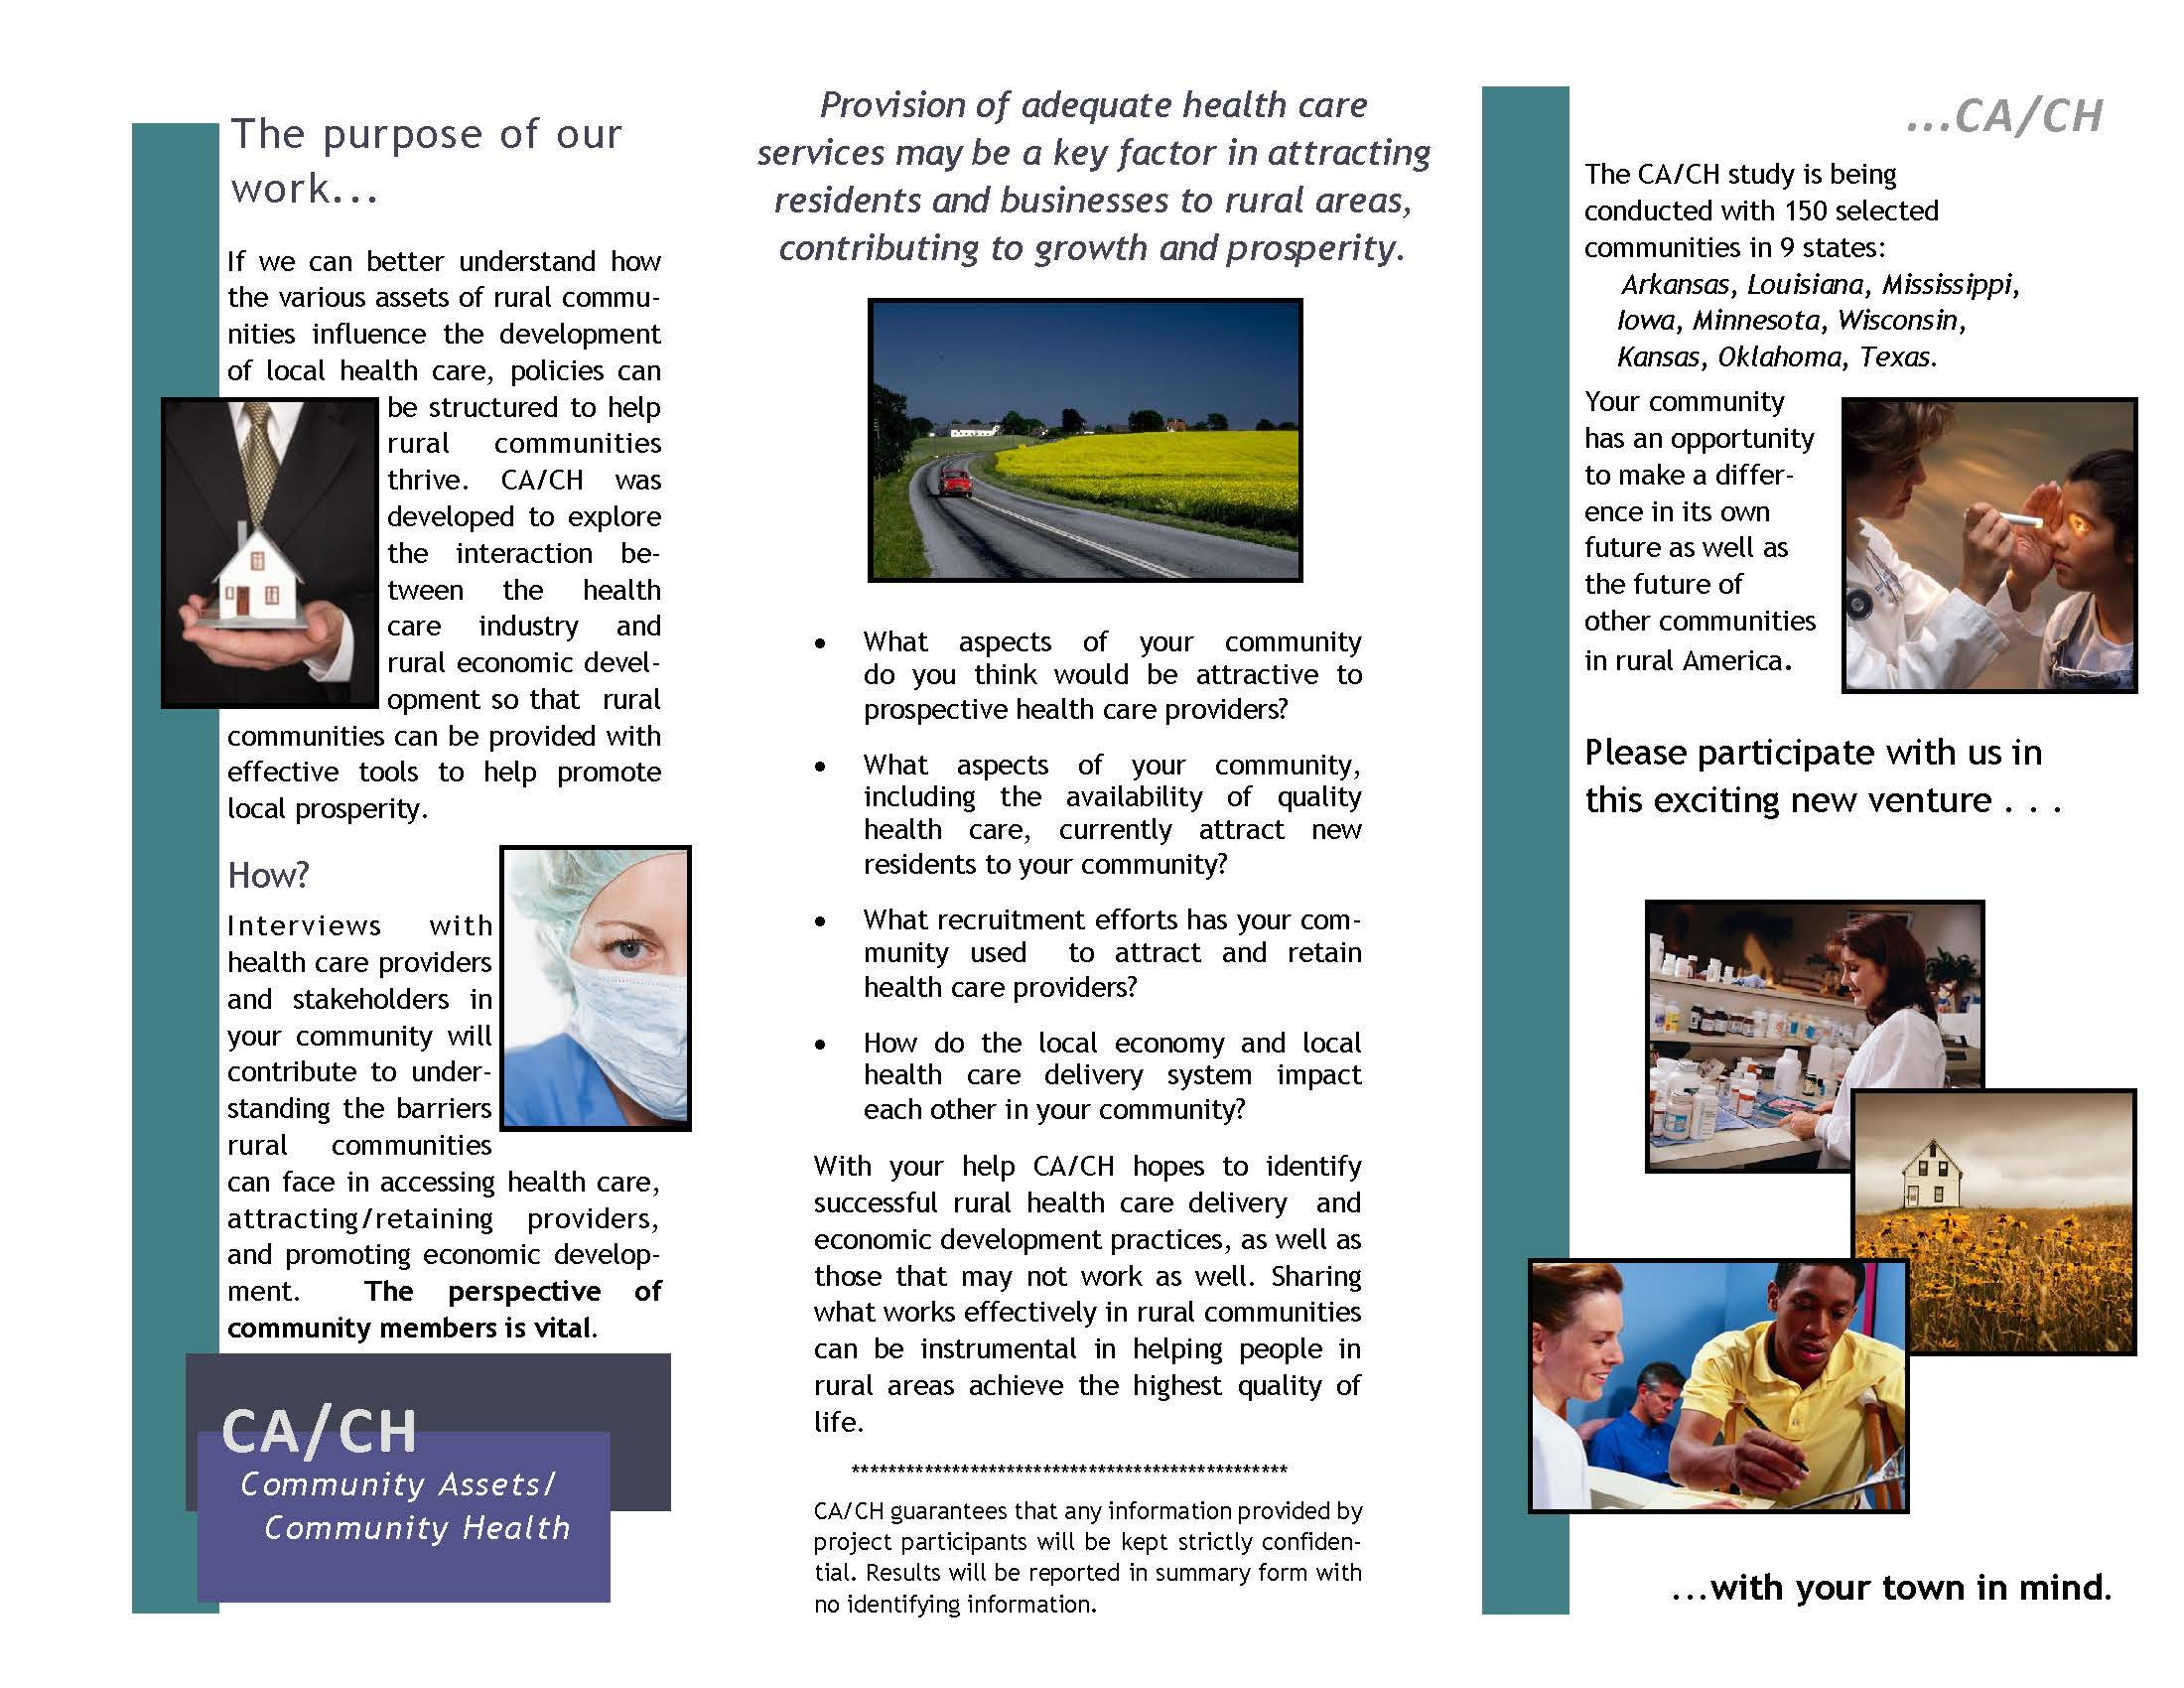 The purpose of our
work...
If we can better understand how
the various assets of rural commu-
nities influence the development
of local health care, policies can
be structured to help
rural communities
thrive. CA/CH was
developed to explore
the interaction be-
tween the health
care industry and
rural economic devel-
opment so that rural
communities can be provided with
effective tools to help promote
local prosperity.
How?
Interviews with
health care providers
and stakeholders in
your community will
contribute to under-
standing the barriers
rural communities
can face in accessing health care,
attracting/retaining providers,
and promoting economic develop-
ment. The perspective of
community members is vital.
CA/CH
Community Assets/
Community Health
Provision of adequate health care
services may be a key factor in attracting
residents and businesses to rural areas,
contributing to growth and prosperity.
• What aspects of your community
do you think would be attractive to
prospective health care providers?
• What aspects of your community,
including the availability of quality
health care, currently attract new
residents to your community?
• What recruitment efforts has your com-
munity used to attract and retain
health care providers?
• How do the local economy and local
health care delivery system impact
each other in your community?
With your help CA/CH hopes to identify
successful rural health care delivery and
economic development practices, as well as
those that may not work as well. Sharing
what works effectively in rural communities
can be instrumental in helping people in
rural areas achieve the highest quality of
life.
************************************************
CA/CH guarantees that any information provided by
project participants will be kept strictly confiden-
tial. Results will be reported in summary form with
no identifying information.
...CA/CH
The CA/CH study is being
conducted with 150 selected
communities in 9 states:
Arkansas, Louisiana, Mississippi,
Iowa, Minnesota, Wisconsin,
Kansas, Oklahoma, Texas.
Your community
has an opportunity
to make a differ-
ence in its own
future as well as
the future of
other communities
in rural America.
Please participate with us in
this exciting new venture . . .
...with your town in mind.